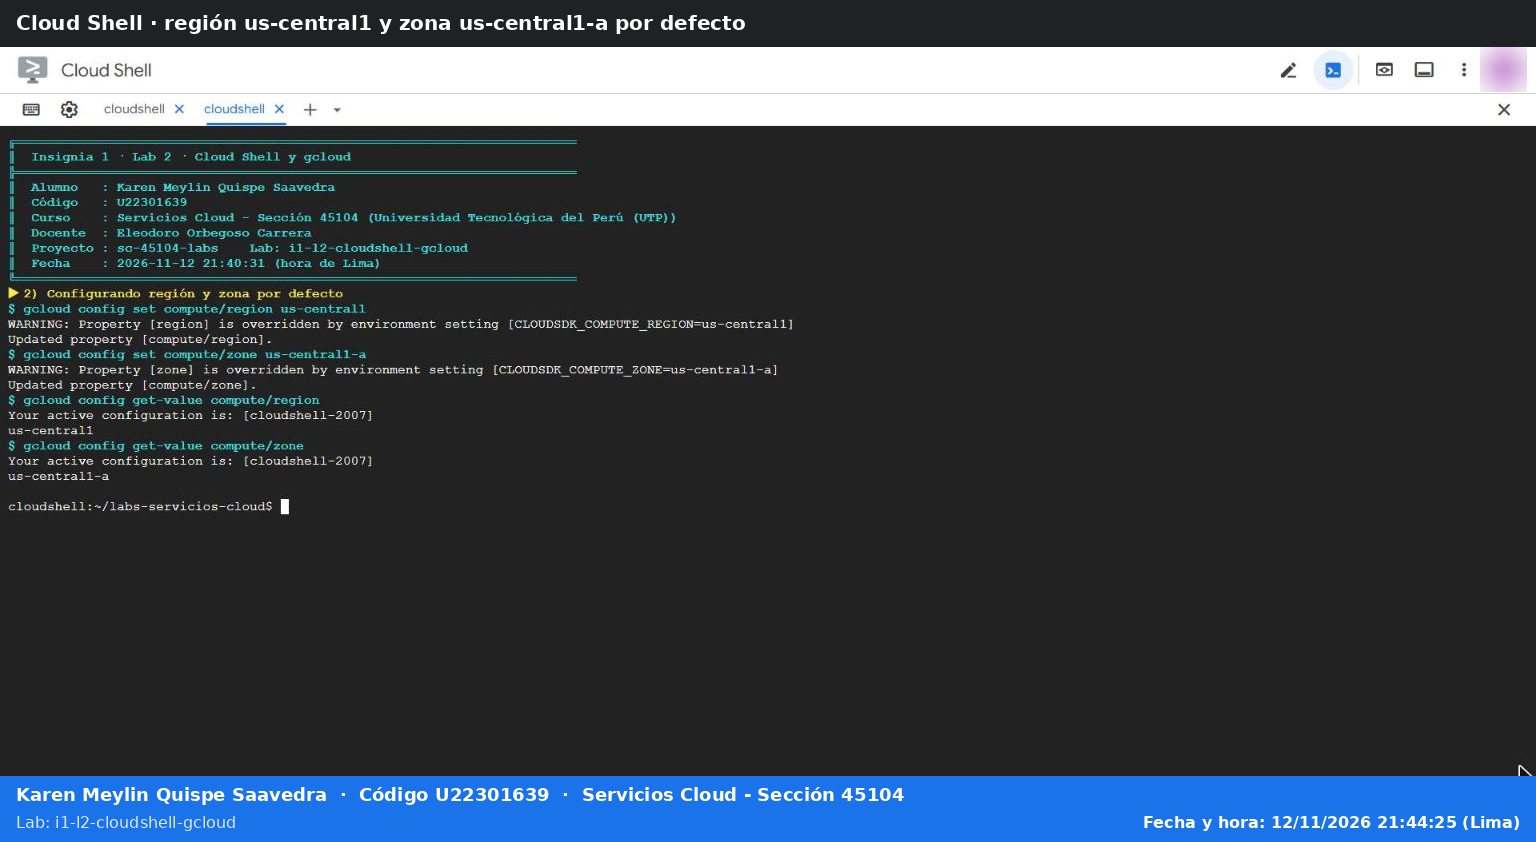 Cloud Shell · región us-central1 y zona us-central1-a por defecto
Cloud Shell
cloudshell
cloudshell
Insignia 1 · Lab 2 · Cloud Shell y gcloud
Alumno : Karen Meylin Quispe Saavedra
Código : U22301639
Curso : Servicios Cloud - Sección 45104 (Universidad Tecnológica del Perú (UTP))
Docente : Eleodoro Orbegoso Carrera
Proyecto : sc-45104-labs Lab: i1-l2-cloudshell-gcloud
Fecha : 2026-11-12 21:40:31 (hora de Lima)
▶ 2) Configurando región y zona por defecto
$ gcloud config set compute/region us-central1
WARNING: Property [region] is overridden by environment setting [CLOUDSDK_COMPUTE_REGION=us-central1]
Updated property [compute/region].
$ gcloud config set compute/zone us-central1-a
WARNING: Property [zone] is overridden by environment setting [CLOUDSDK_COMPUTE_ZONE=us-central1-a]
Updated property [compute/zone].
$ gcloud config get-value compute/region
Your active configuration is: [cloudshell-2007]
us-central1
$ gcloud config get-value compute/zone
Your active configuration is: [cloudshell-2007]
us-central1-a
cloudshell:~/labs-servicios-cloud$
Karen Meylin Quispe Saavedra · Código U22301639 · Servicios Cloud - Sección 45104
Lab: i1-l2-cloudshell-gcloud
Fecha y hora: 12/11/2026 21:44:25 (Lima)